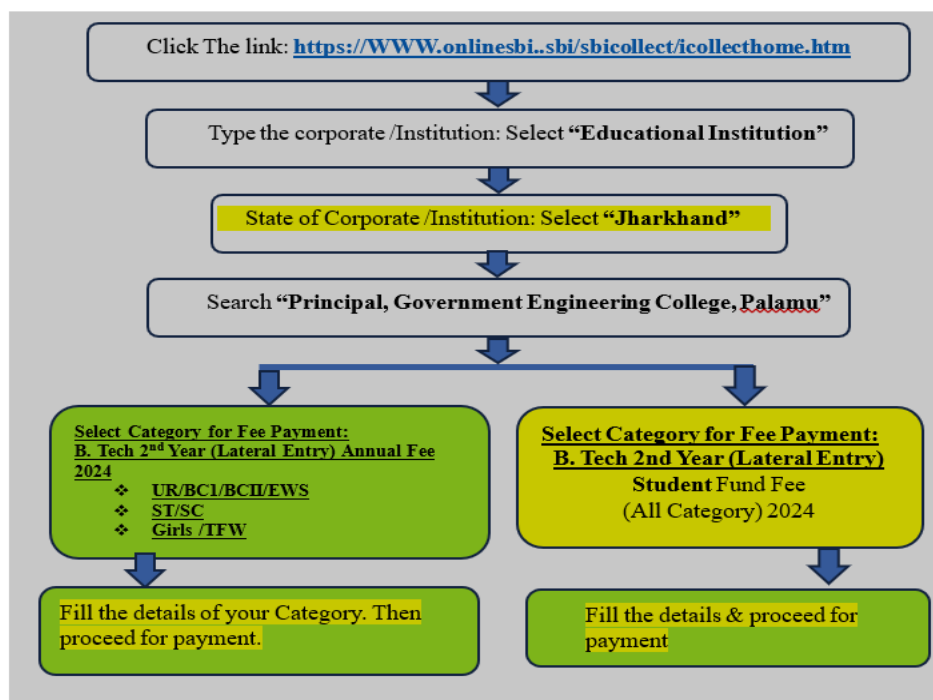 Click The link: https://WWW.onlinesbi..sbi/sbicollect/icollecthome.htm
Type the corporate /Institution: Select “Educational Institution”
State of Corporate /Institution: Select “Jharkhand”
Search “Principal, Government Engineering College, Palamu”
Select Category for Fee Payment:
B. Tech 2nd Year (Lateral Entry) Annual Fee
2024
❖ UR/BC1/BCII/EWS
❖ ST/SC
❖ Girls /TFW
Select Category for Fee Payment:
B. Tech 2nd Year (Lateral Entry)
Student Fund Fee
(All Category) 2024
Fill the details of your Category. Then
proceed for payment.
Fill the details & proceed for
payment